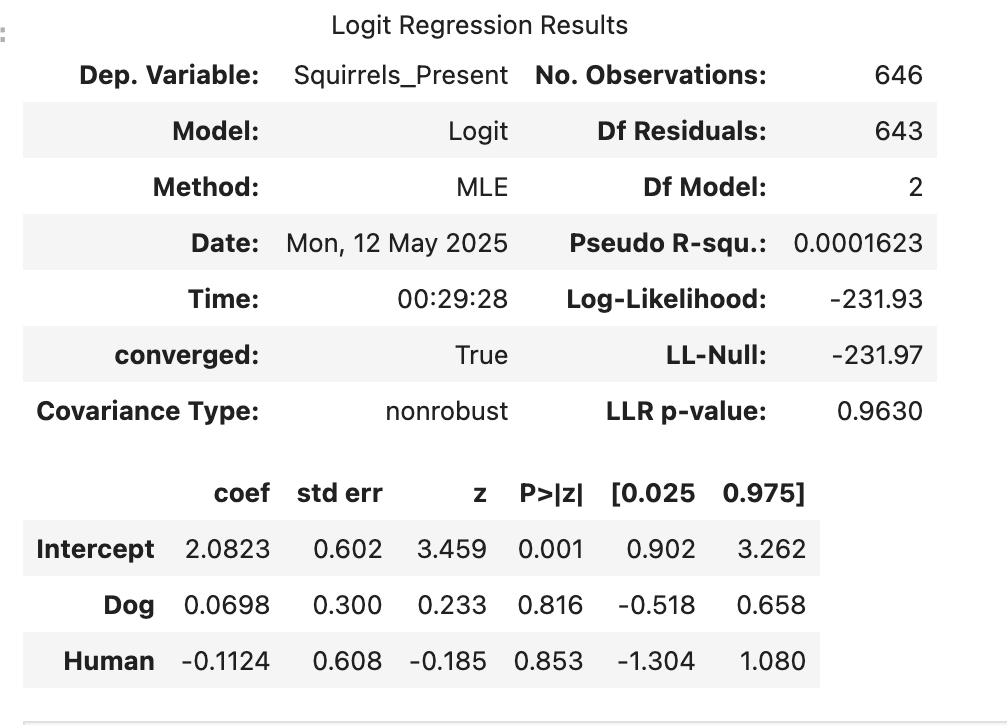 Logit Regression Results
Dep. Variable: Squirrels_Present No. Observations: 646
Model: Logit Df Residuals: 643
Method: MLE Df Model: 2
Date: Mon, 12 May 2025 Pseudo R-squ.: 0.0001623
Time: 00:29:28 Log-Likelihood: -231.93
converged: True LL-Null: -231.97
Covariance Type: nonrobust LLR p-value: 0.9630
coef std err z P>|z| [0.025 0.975]
Intercept 2.0823 0.602 3.459 0.001 0.902 3.262
Dog 0.0698 0.300 0.233 0.816 -0.518 0.658
Human -0.1124 0.608 -0.185 0.853 -1.304 1.080